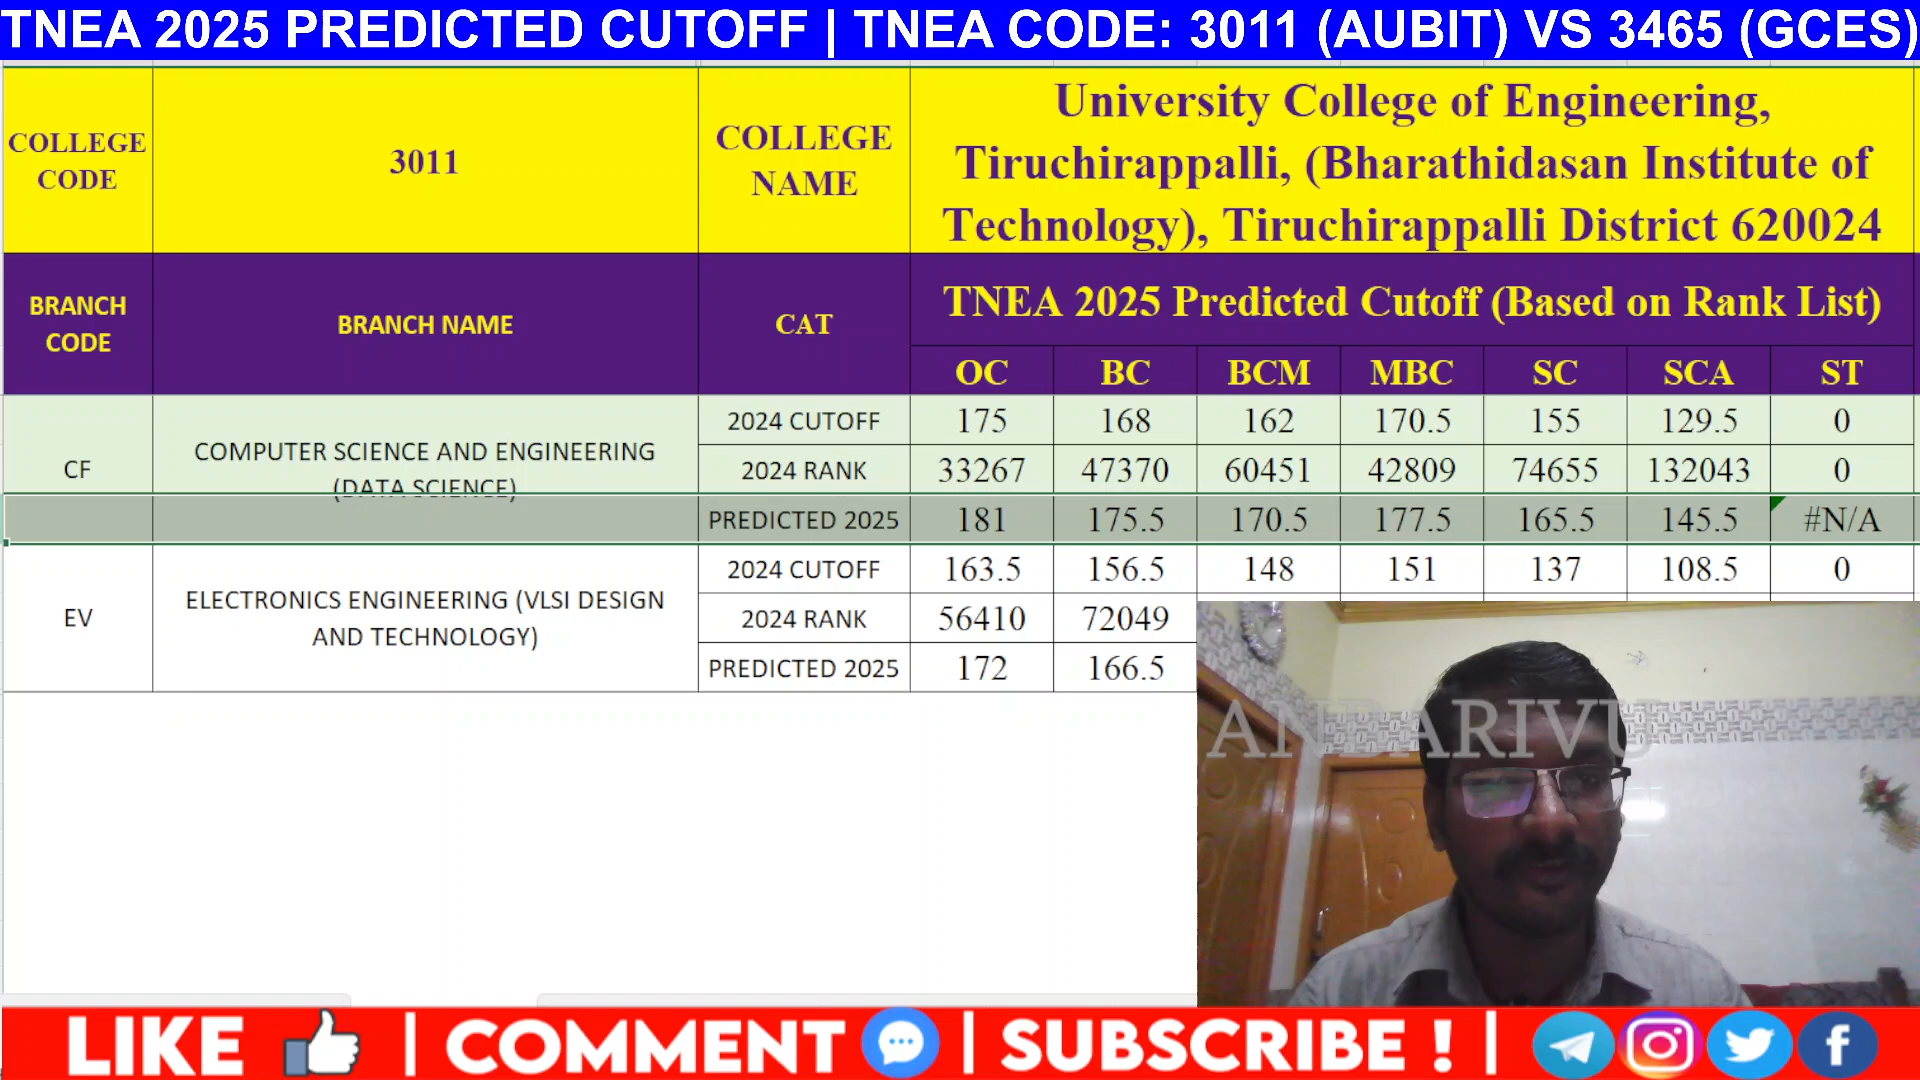 TNEA 2025 PREDICTED CUTOFF | TNEA CODE: 3011 (AUBIT) VS 3465 (GCES)
COLLEGE
CODE
3011
COLLEGE
NAME
University College of Engineering,
Tiruchirappalli, (Bharathidasan Institute of
Technology), Tiruchirappalli District 620024
BRANCH
CODE
BRANCH NAME
CAT
TNEA 2025 Predicted Cutoff (Based on Rank List)
OC BC BCM MBC SC SCA ST
CF
COMPUTER SCIENCE AND ENGINEERING
(DATA SCIENCE)
2024 CUTOFF 175 168 162 170.5 155 129.5 0
2024 RANK 33267 47370 60451 42809 74655 132043 0
PREDICTED 2025 181 175.5 170.5 177.5 165.5 145.5 #N/A
EV
ELECTRONICS ENGINEERING (VLSI DESIGN
AND TECHNOLOGY)
2024 CUTOFF 163.5 156.5 148 151 137 108.5 0
2024 RANK 56410 72049
PREDICTED 2025 172 166.5
ANBARIVU
LIKE | COMMENT | SUBSCRIBE ! |